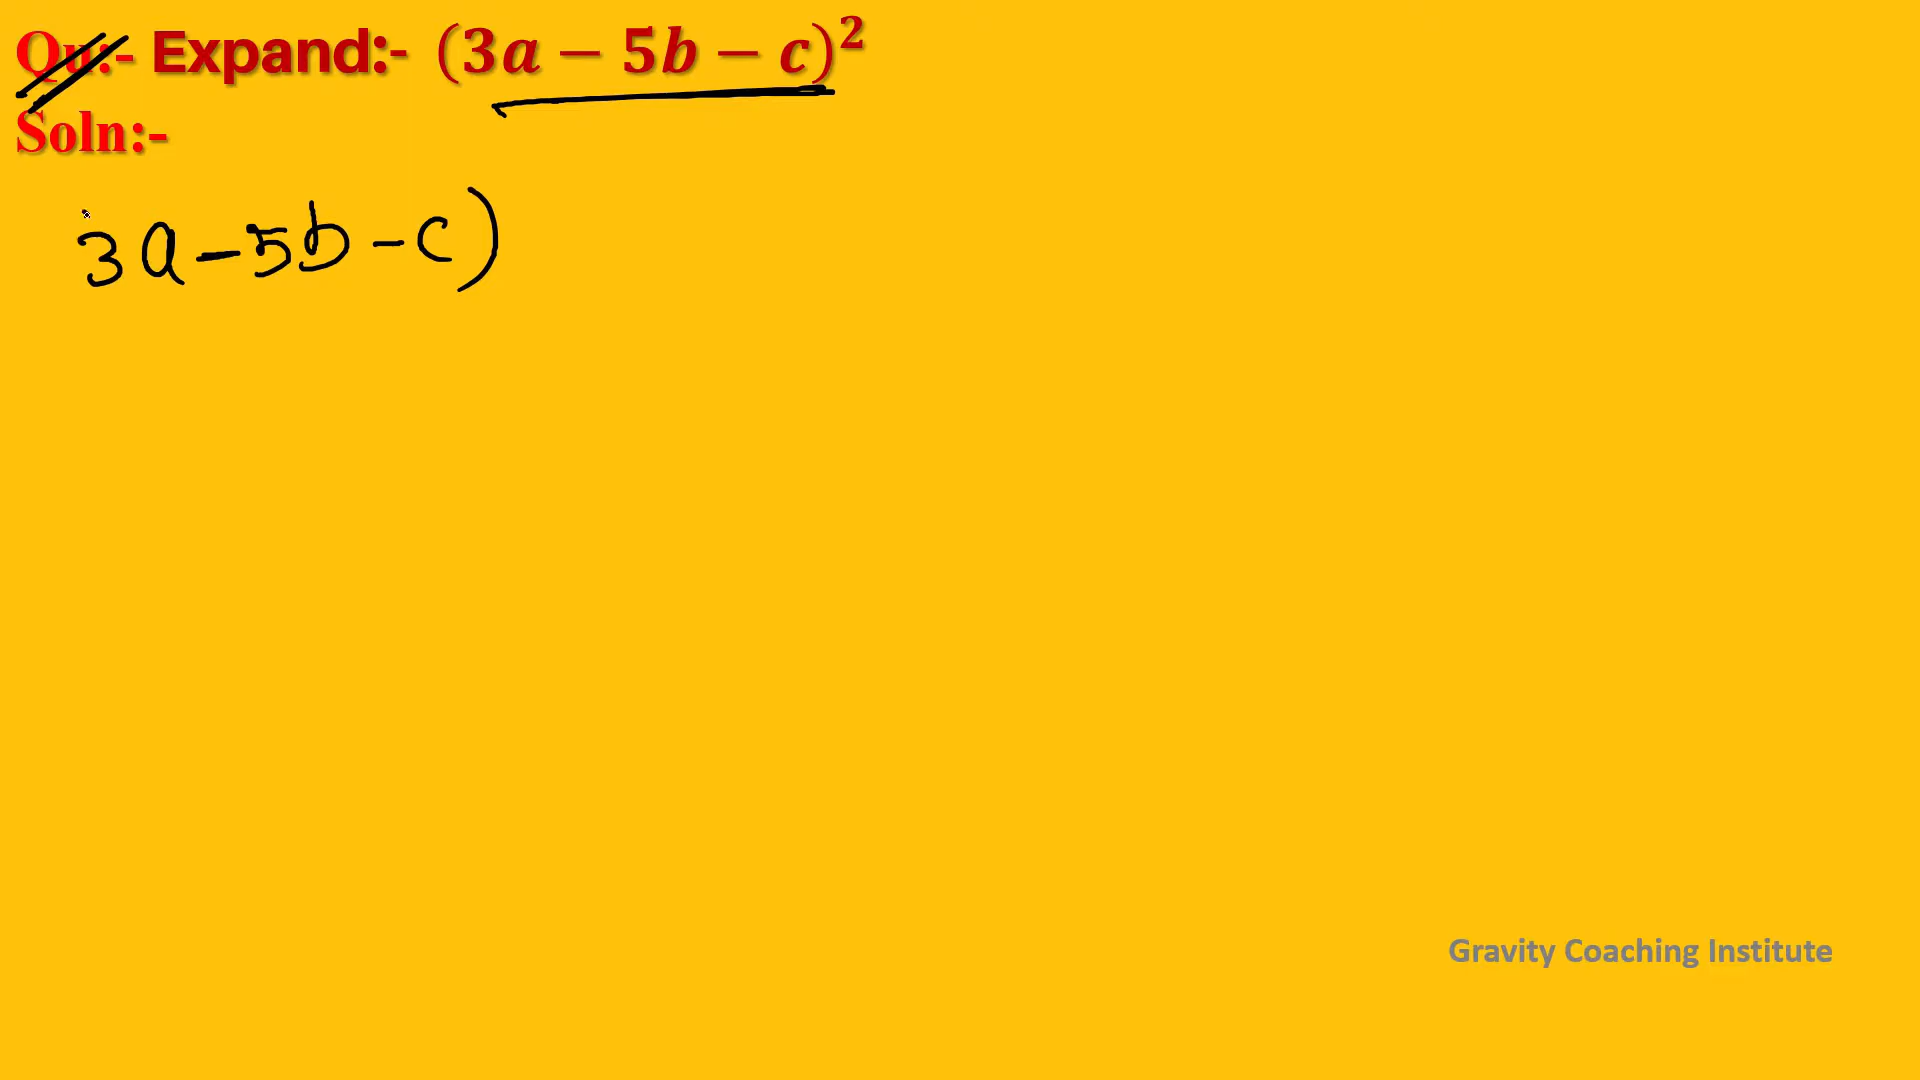 Qu:- Expand:- (3a − 5b − c)²
Soln:-
3a-5b-c)
Gravity Coaching Institute